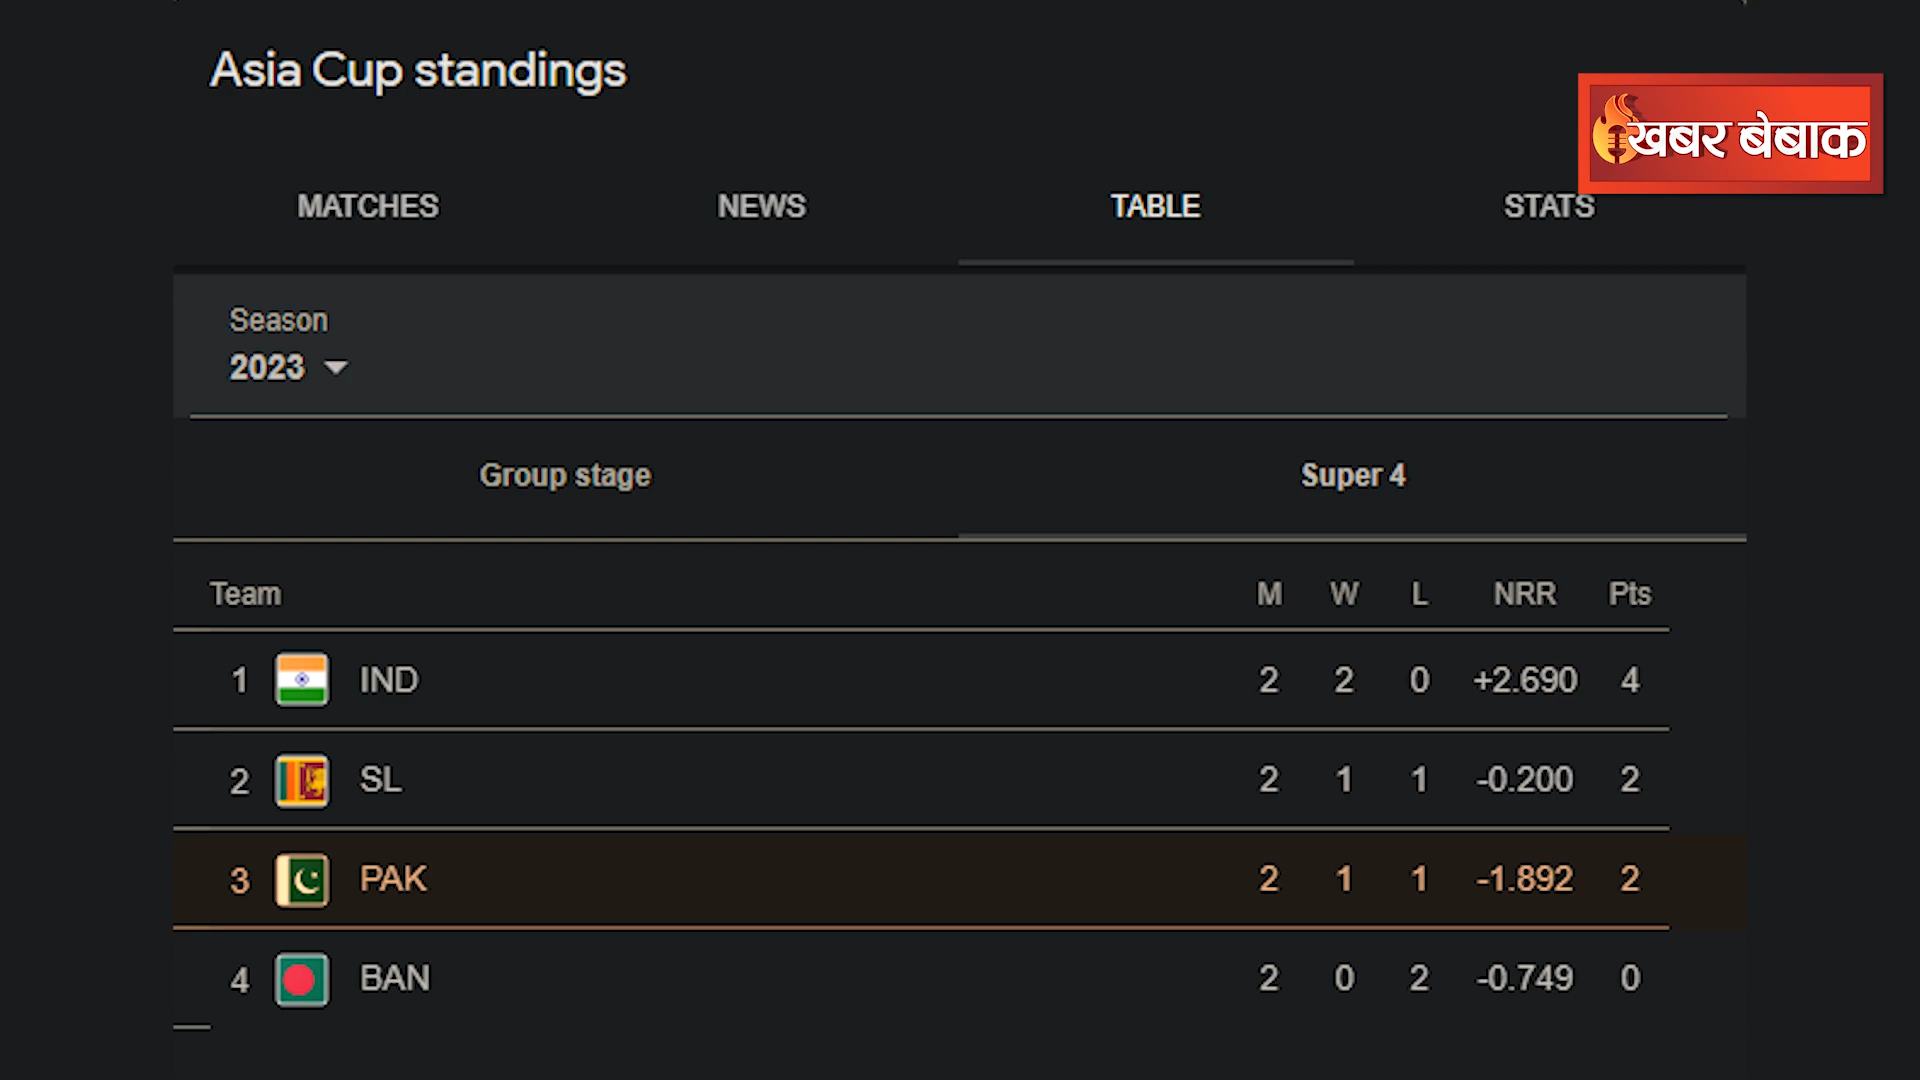 Asia Cup standings
खबर बेबाक
MATCHES NEWS TABLE STATS
Season
2023
Group stage Super 4
Team M W L NRR Pts
1 IND 2 2 0 +2.690 4
2 SL 2 1 1 -0.200 2
3 PAK 2 1 1 -1.892 2
4 BAN 2 0 2 -0.749 0